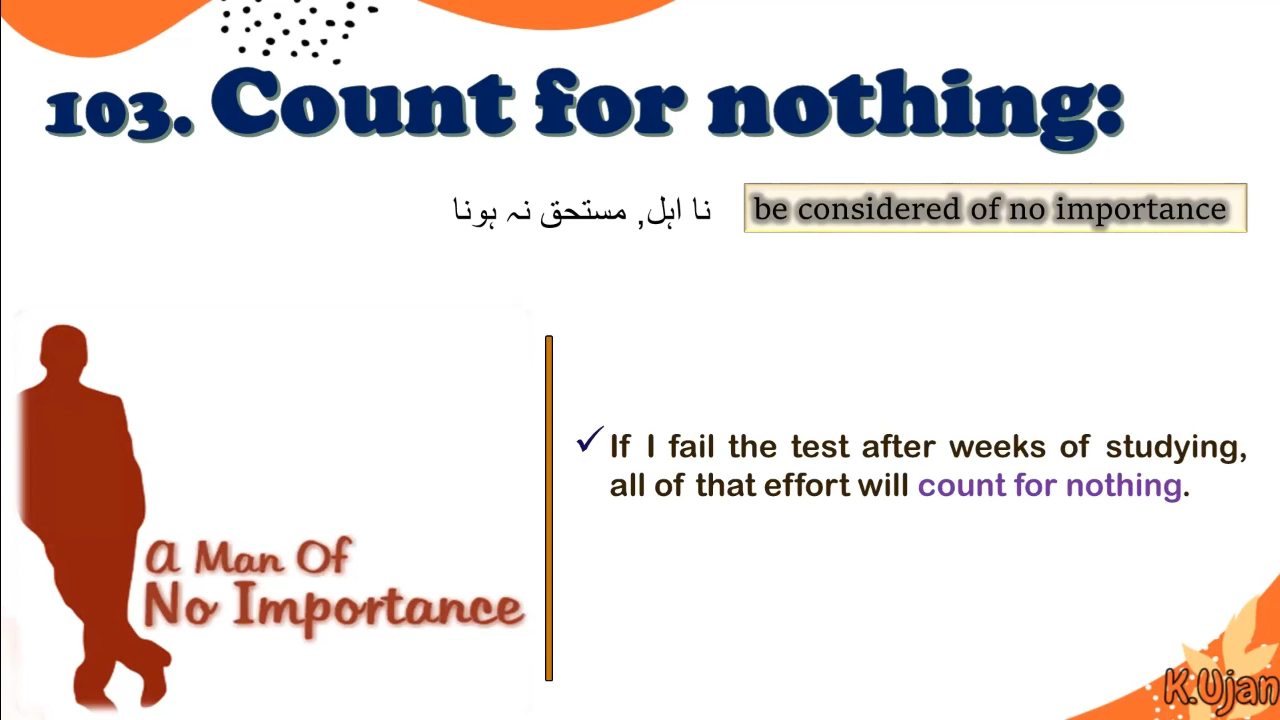 103. Count for nothing:
نا اہل, مستحق نہ ہونا
be considered of no importance
A Man Of
No Importance
✓ If I fail the test after weeks of studying,
all of that effort will count for nothing.
K.Ujan